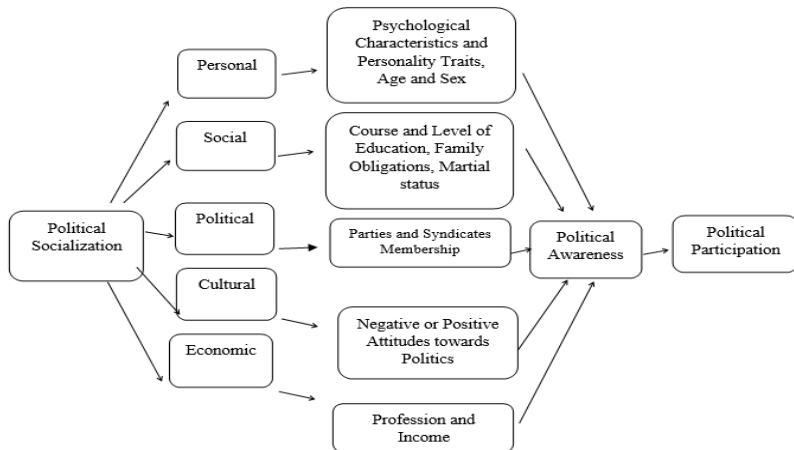 Psychological
Characteristics and
Personality Traits,
Age and Sex
Personal
Social
Course and Level of
Education, Family
Obligations, Martial
status
Political
Socialization
Political
Parties and Syndicates
Membership
Political
Awareness
Political
Participation
Cultural
Negative or Positive
Attitudes towards
Politics
Economic
Profession and
Income